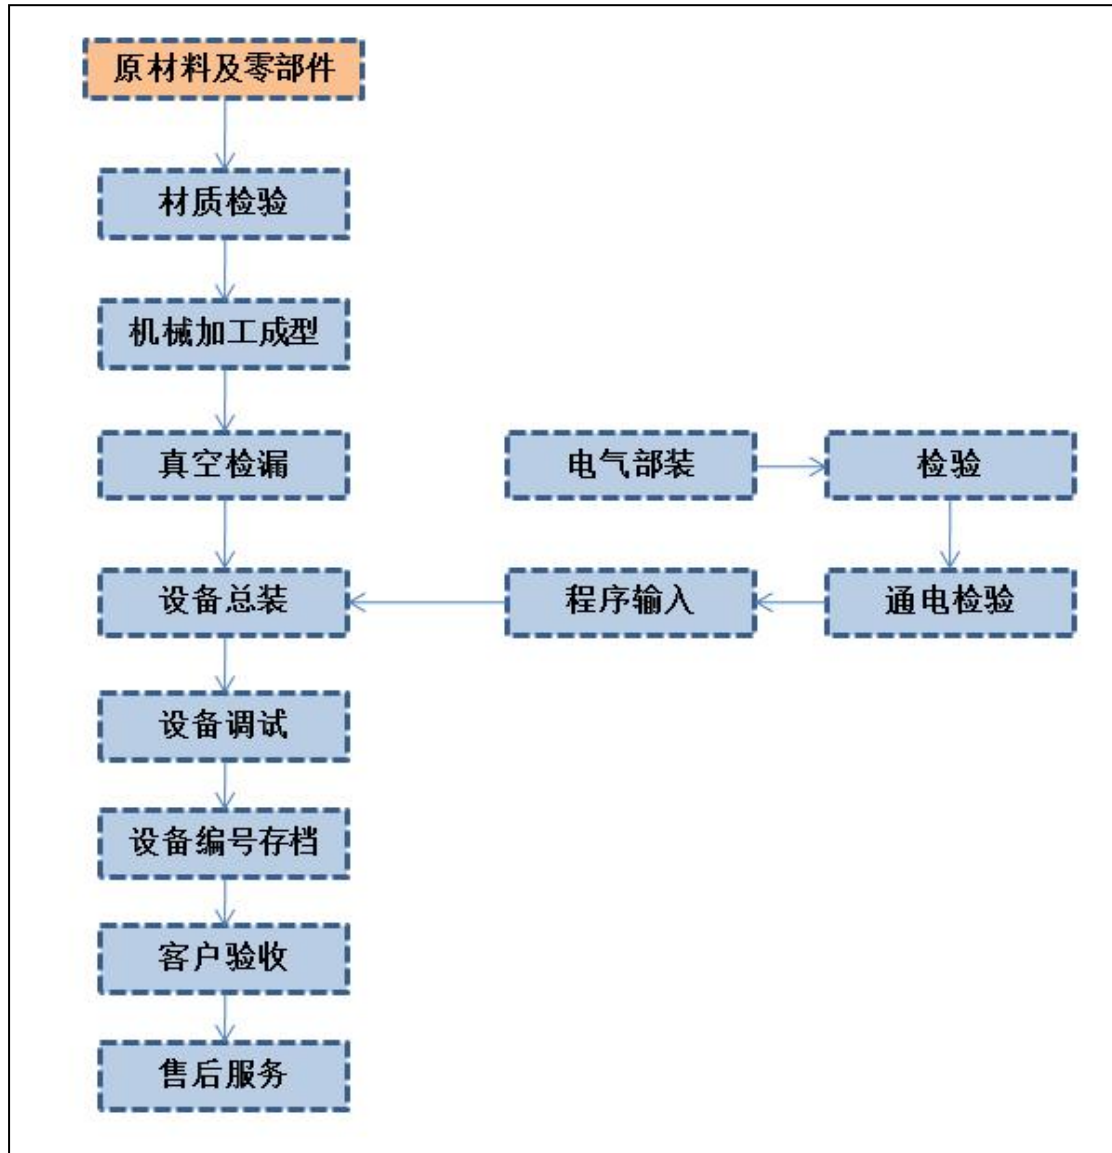 原材料及零部件
材质检验
机械加工成型
真空检漏
电气部装
检验
设备总装
程序输入
通电检验
设备调试
设备编号存档
客户验收
售后服务